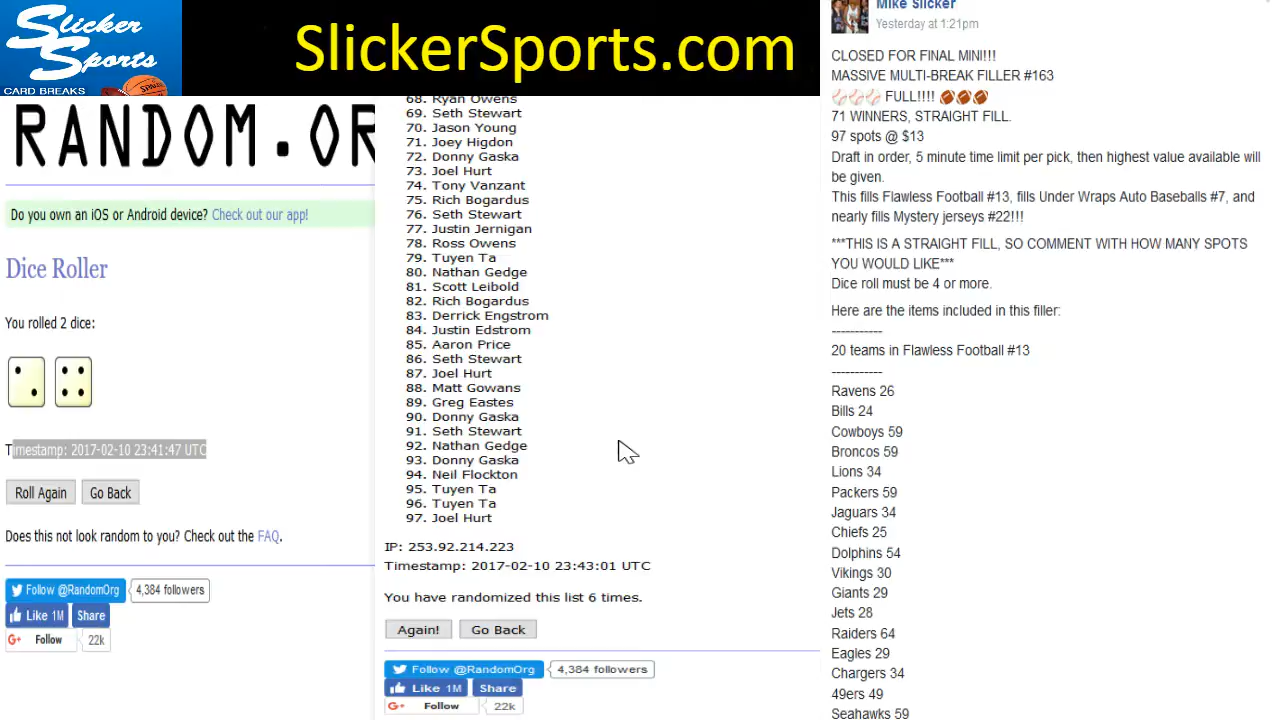 Slicker
Sports
CARD BREAKS
SlickerSports.com
RANDOM.OR
Do you own an iOS or Android device? Check out our app!
Dice Roller
You rolled 2 dice:
Timestamp: 2017-02-10 23:41:47 UTC
Roll Again Go Back
Does this not look random to you? Check out the FAQ.
Follow @RandomOrg 4,384 followers
Like 1M Share
G+ Follow 22k
68. Ryan Owens
69. Seth Stewart
70. Jason Young
71. Joey Higdon
72. Donny Gaska
73. Joel Hurt
74. Tony Vanzant
75. Rich Bogardus
76. Seth Stewart
77. Justin Jernigan
78. Ross Owens
79. Tuyen Ta
80. Nathan Gedge
81. Scott Leibold
82. Rich Bogardus
83. Derrick Engstrom
84. Justin Edstrom
85. Aaron Price
86. Seth Stewart
87. Joel Hurt
88. Matt Gowans
89. Greg Eastes
90. Donny Gaska
91. Seth Stewart
92. Nathan Gedge
93. Donny Gaska
94. Neil Flockton
95. Tuyen Ta
96. Tuyen Ta
97. Joel Hurt
IP: 253.92.214.223
Timestamp: 2017-02-10 23:43:01 UTC
You have randomized this list 6 times.
Again! Go Back
Follow @RandomOrg 4,384 followers
Like 1M Share
G+ Follow 22k
Mike Slicker
Yesterday at 1:21pm
CLOSED FOR FINAL MINI!!!
MASSIVE MULTI-BREAK FILLER #163
⚾⚾⚾ FULL!!!! 🏈🏈🏈
71 WINNERS, STRAIGHT FILL.
97 spots @ $13
Draft in order, 5 minute time limit per pick, then highest value available will
be given.
This fills Flawless Football #13, fills Under Wraps Auto Baseballs #7, and
nearly fills Mystery jerseys #22!!!
***THIS IS A STRAIGHT FILL, SO COMMENT WITH HOW MANY SPOTS
YOU WOULD LIKE***
Dice roll must be 4 or more.
Here are the items included in this filler:
-----------
20 teams in Flawless Football #13
-----------
Ravens 26
Bills 24
Cowboys 59
Broncos 59
Lions 34
Packers 59
Jaguars 34
Chiefs 25
Dolphins 54
Vikings 30
Giants 29
Jets 28
Raiders 64
Eagles 29
Chargers 34
49ers 49
Seahawks 59